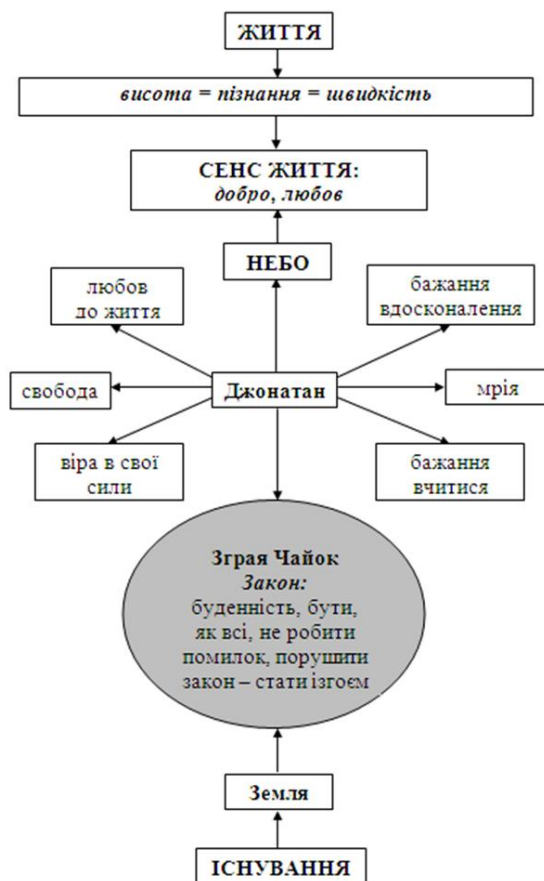 ЖИТТЯ
висота = пізнання = швидкість
СЕНС ЖИТТЯ:
добро, любов
НЕБО
любов
до життя
бажання
вдосконалення
свобода
Джонатан
мрія
віра в свої
сили
бажання
вчитися
Зграя Чайок
Закон:
буденність, бути,
як всі, не робити
помилок, порушити
закон – стати ізгоєм
Земля
ІСНУВАННЯ